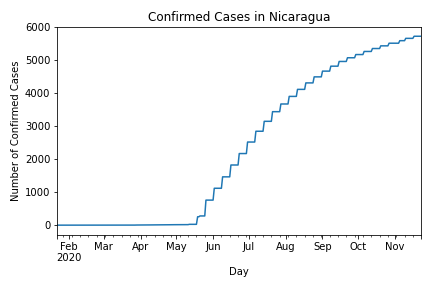 Confirmed Cases in Nicaragua
Number of Confirmed Cases
6000
5000
4000
3000
2000
1000
0
Feb Mar Apr May Jun Jul Aug Sep Oct Nov
2020
Day